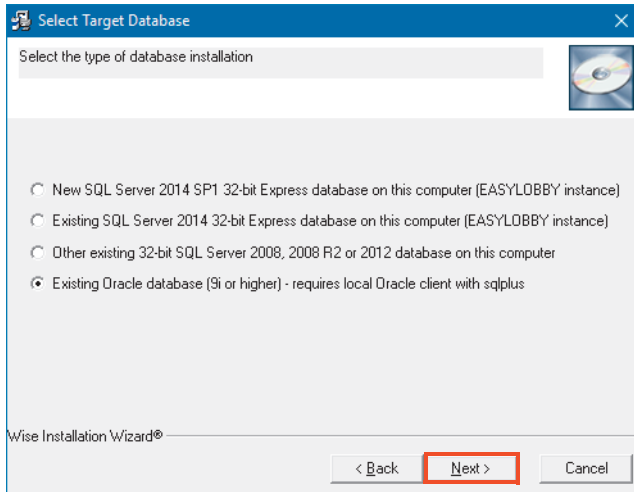 Select Target Database
Select the type of database installation
New SQL Server 2014 SP1 32-bit Express database on this computer (EASYLOBBY instance)
Existing SQL Server 2014 32-bit Express database on this computer (EASYLOBBY instance)
Other existing 32-bit SQL Server 2008, 2008 R2 or 2012 database on this computer
Existing Oracle database (9i or higher) - requires local Oracle client with sqlplus
Wise Installation Wizard®
< Back Next > Cancel